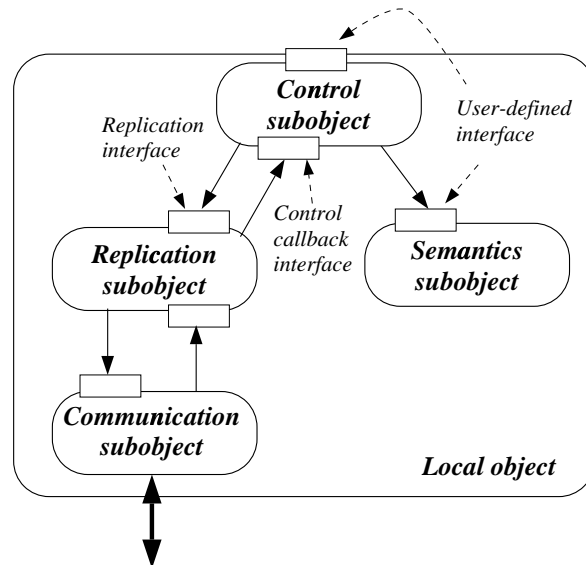 Control
subobject
User-defined
interface
Replication
interface
Control
callback
interface
Replication
subobject
Semantics
subobject
Communication
subobject
Local object